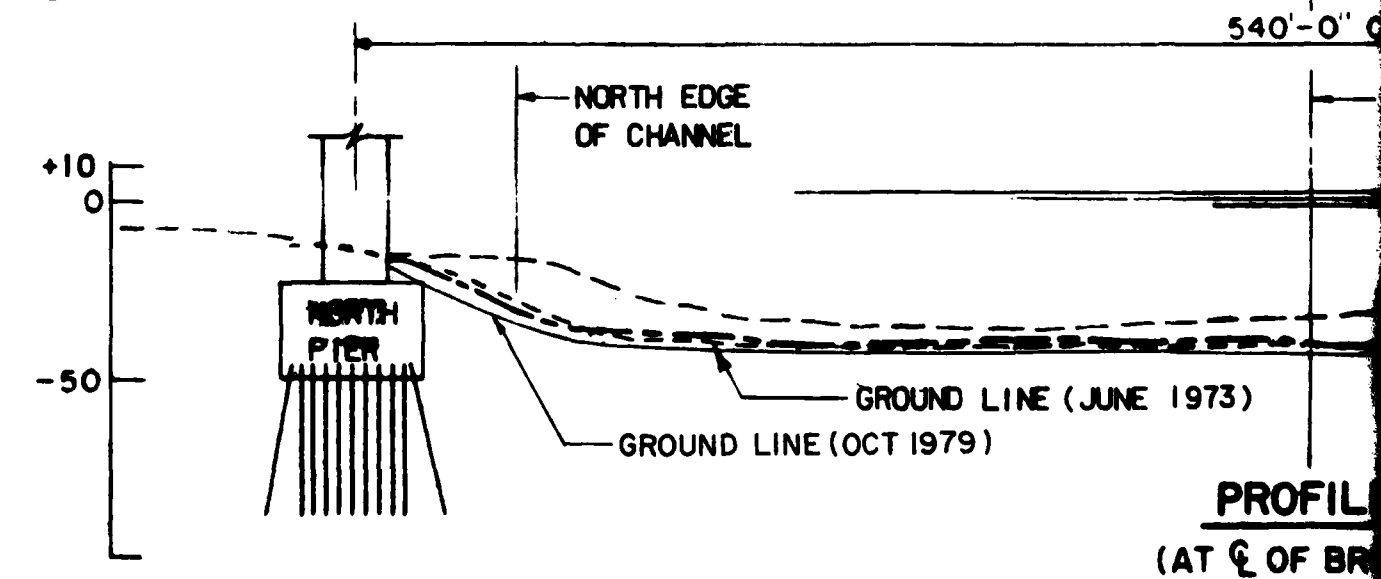 540'-0"
NORTH EDGE
OF CHANNEL
+10
0
NORTH
PIER
-50
GROUND LINE (JUNE 1973)
GROUND LINE (OCT 1979)
PROFIL
(AT ℄ OF BR